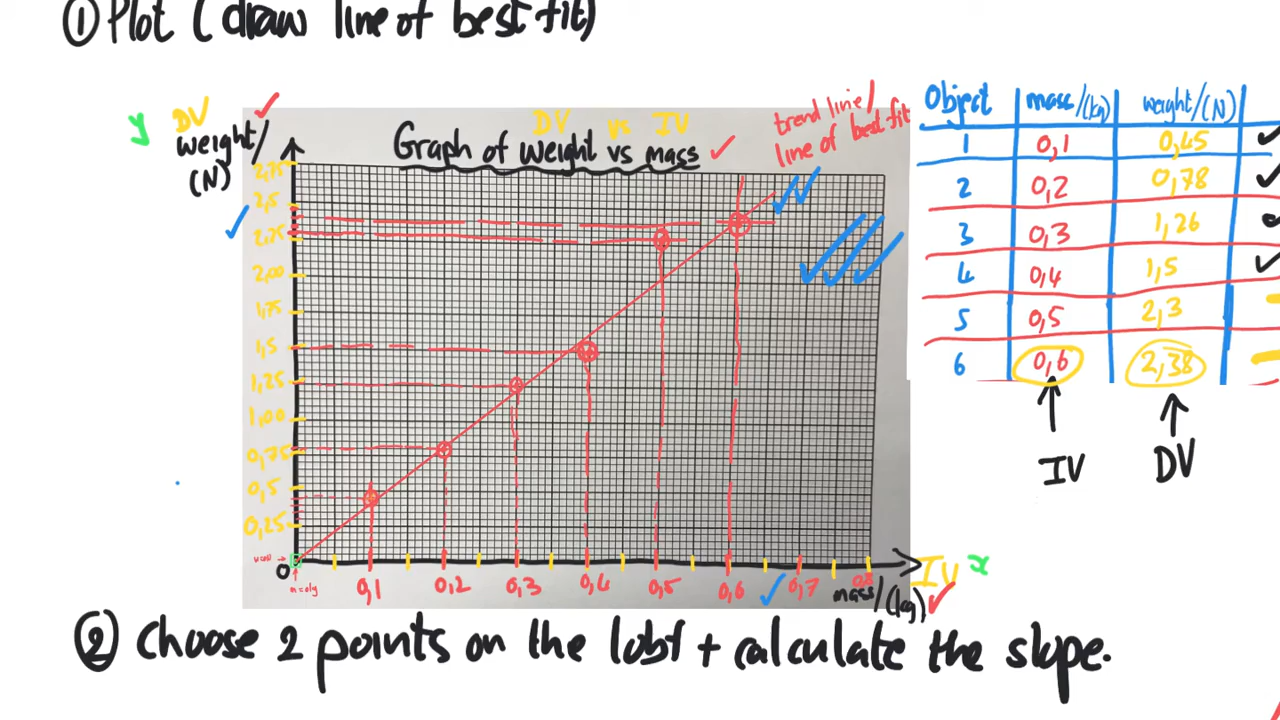 ① Plot (draw line of best fit)
y DV
weight/
(N)
DV vs IV
Graph of Weight vs mass
trend line/
line of best fit
2,75
2,5
2,75
2,00
1,75
1,5
1,25
1,00
0,75
0,5
0,25
0
0,1 0,2 0,3 0,4 0,5 0,6 0,7 0,8
mass/(kg)
IV x
Object mass/(kg) weight/(N)
1 0,1 0,45
2 0,2 0,78
3 0,3 1,26
4 0,4 1,5
5 0,5 2,3
6 0,6 2,38
IV DV
② Choose 2 points on the lobf + calculate the slope.